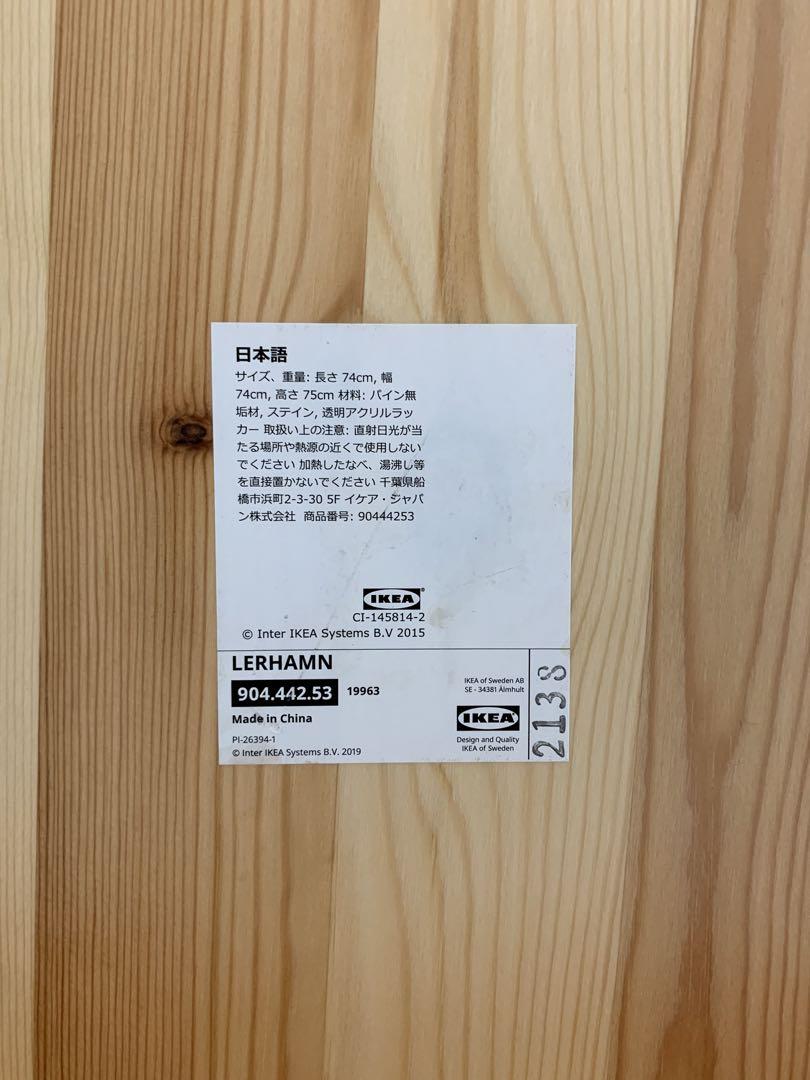 日本語
サイズ、重量: 長さ 74cm, 幅
74cm, 高さ 75cm 材料: パイン無
垢材, ステイン, 透明アクリルラッ
カー 取扱い上の注意: 直射日光が当
たる場所や熱源の近くで使用しない
でください 加熱したなべ、湯沸し等
を直接置かないでください 千葉県船
橋市浜町2-3-30 5F イケア・ジャパ
ン株式会社 商品番号: 90444253
IKEA®
CI-145814-2
© Inter IKEA Systems B.V 2015
LERHAMN
904.442.53 19963
Made in China
PI-26394-1
© Inter IKEA Systems B.V. 2019
IKEA of Sweden AB
SE - 34381 Älmhult
IKEA®
Design and Quality
IKEA of Sweden
2138